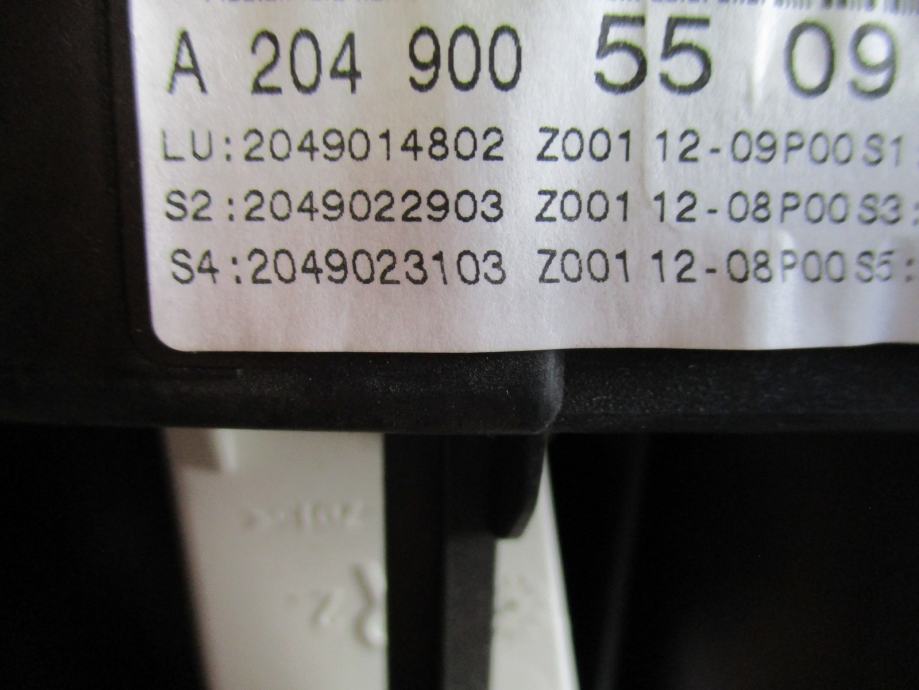 A 204 900 55 09
LU:2049014802 Z001 12-09P00S1
S2:2049022903 Z001 12-08P00S3:
S4:2049023103 Z001 12-08P00S5: